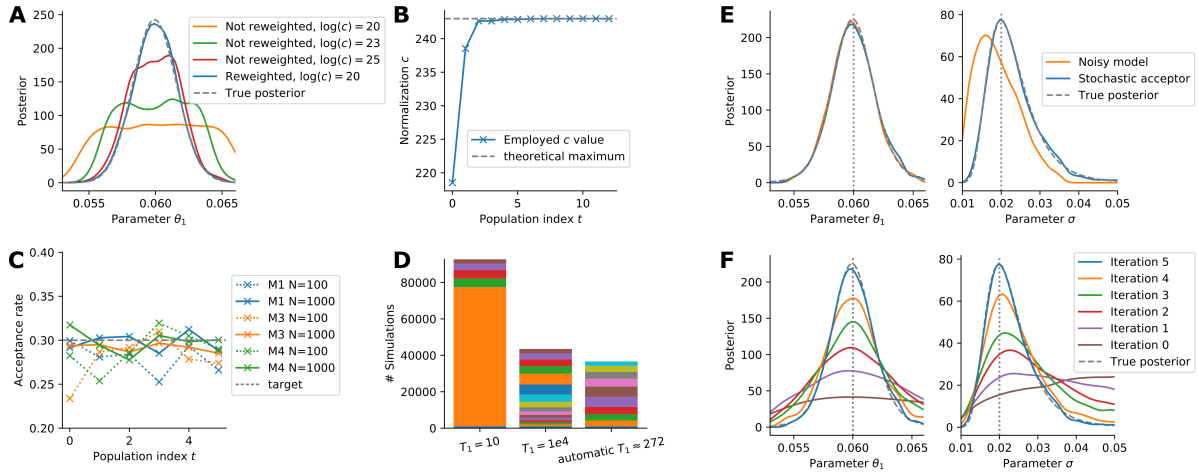 A
250
200
150
100
50
0
Posterior
0.055
0.060
0.065
Parameter θ₁
Not reweighted, log(c) = 20
Not reweighted, log(c) = 23
Not reweighted, log(c) = 25
Reweighted, log(c) = 20
True posterior
B
240
235
230
225
220
Normalization c
0
5
10
Population index t
Employed c value
theoretical maximum
E
200
150
100
50
0
Posterior
0.055
0.060
0.065
Parameter θ₁
80
60
40
20
0
0.01
0.02
0.03
0.04
0.05
Parameter σ
Noisy model
Stochastic acceptor
True posterior
C
0.40
0.35
0.30
0.25
0.20
Acceptance rate
0
2
4
Population index t
M1 N=100
M1 N=1000
M3 N=100
M3 N=1000
M4 N=100
M4 N=1000
target
D
80000
60000
40000
20000
0
# Simulations
T₁ = 10
T₁ = 1e4
automatic T₁ ≈ 272
F
200
150
100
50
0
Posterior
0.055
0.060
0.065
Parameter θ₁
80
60
40
20
0
0.01
0.02
0.03
0.04
0.05
Parameter σ
Iteration 5
Iteration 4
Iteration 3
Iteration 2
Iteration 1
Iteration 0
True posterior